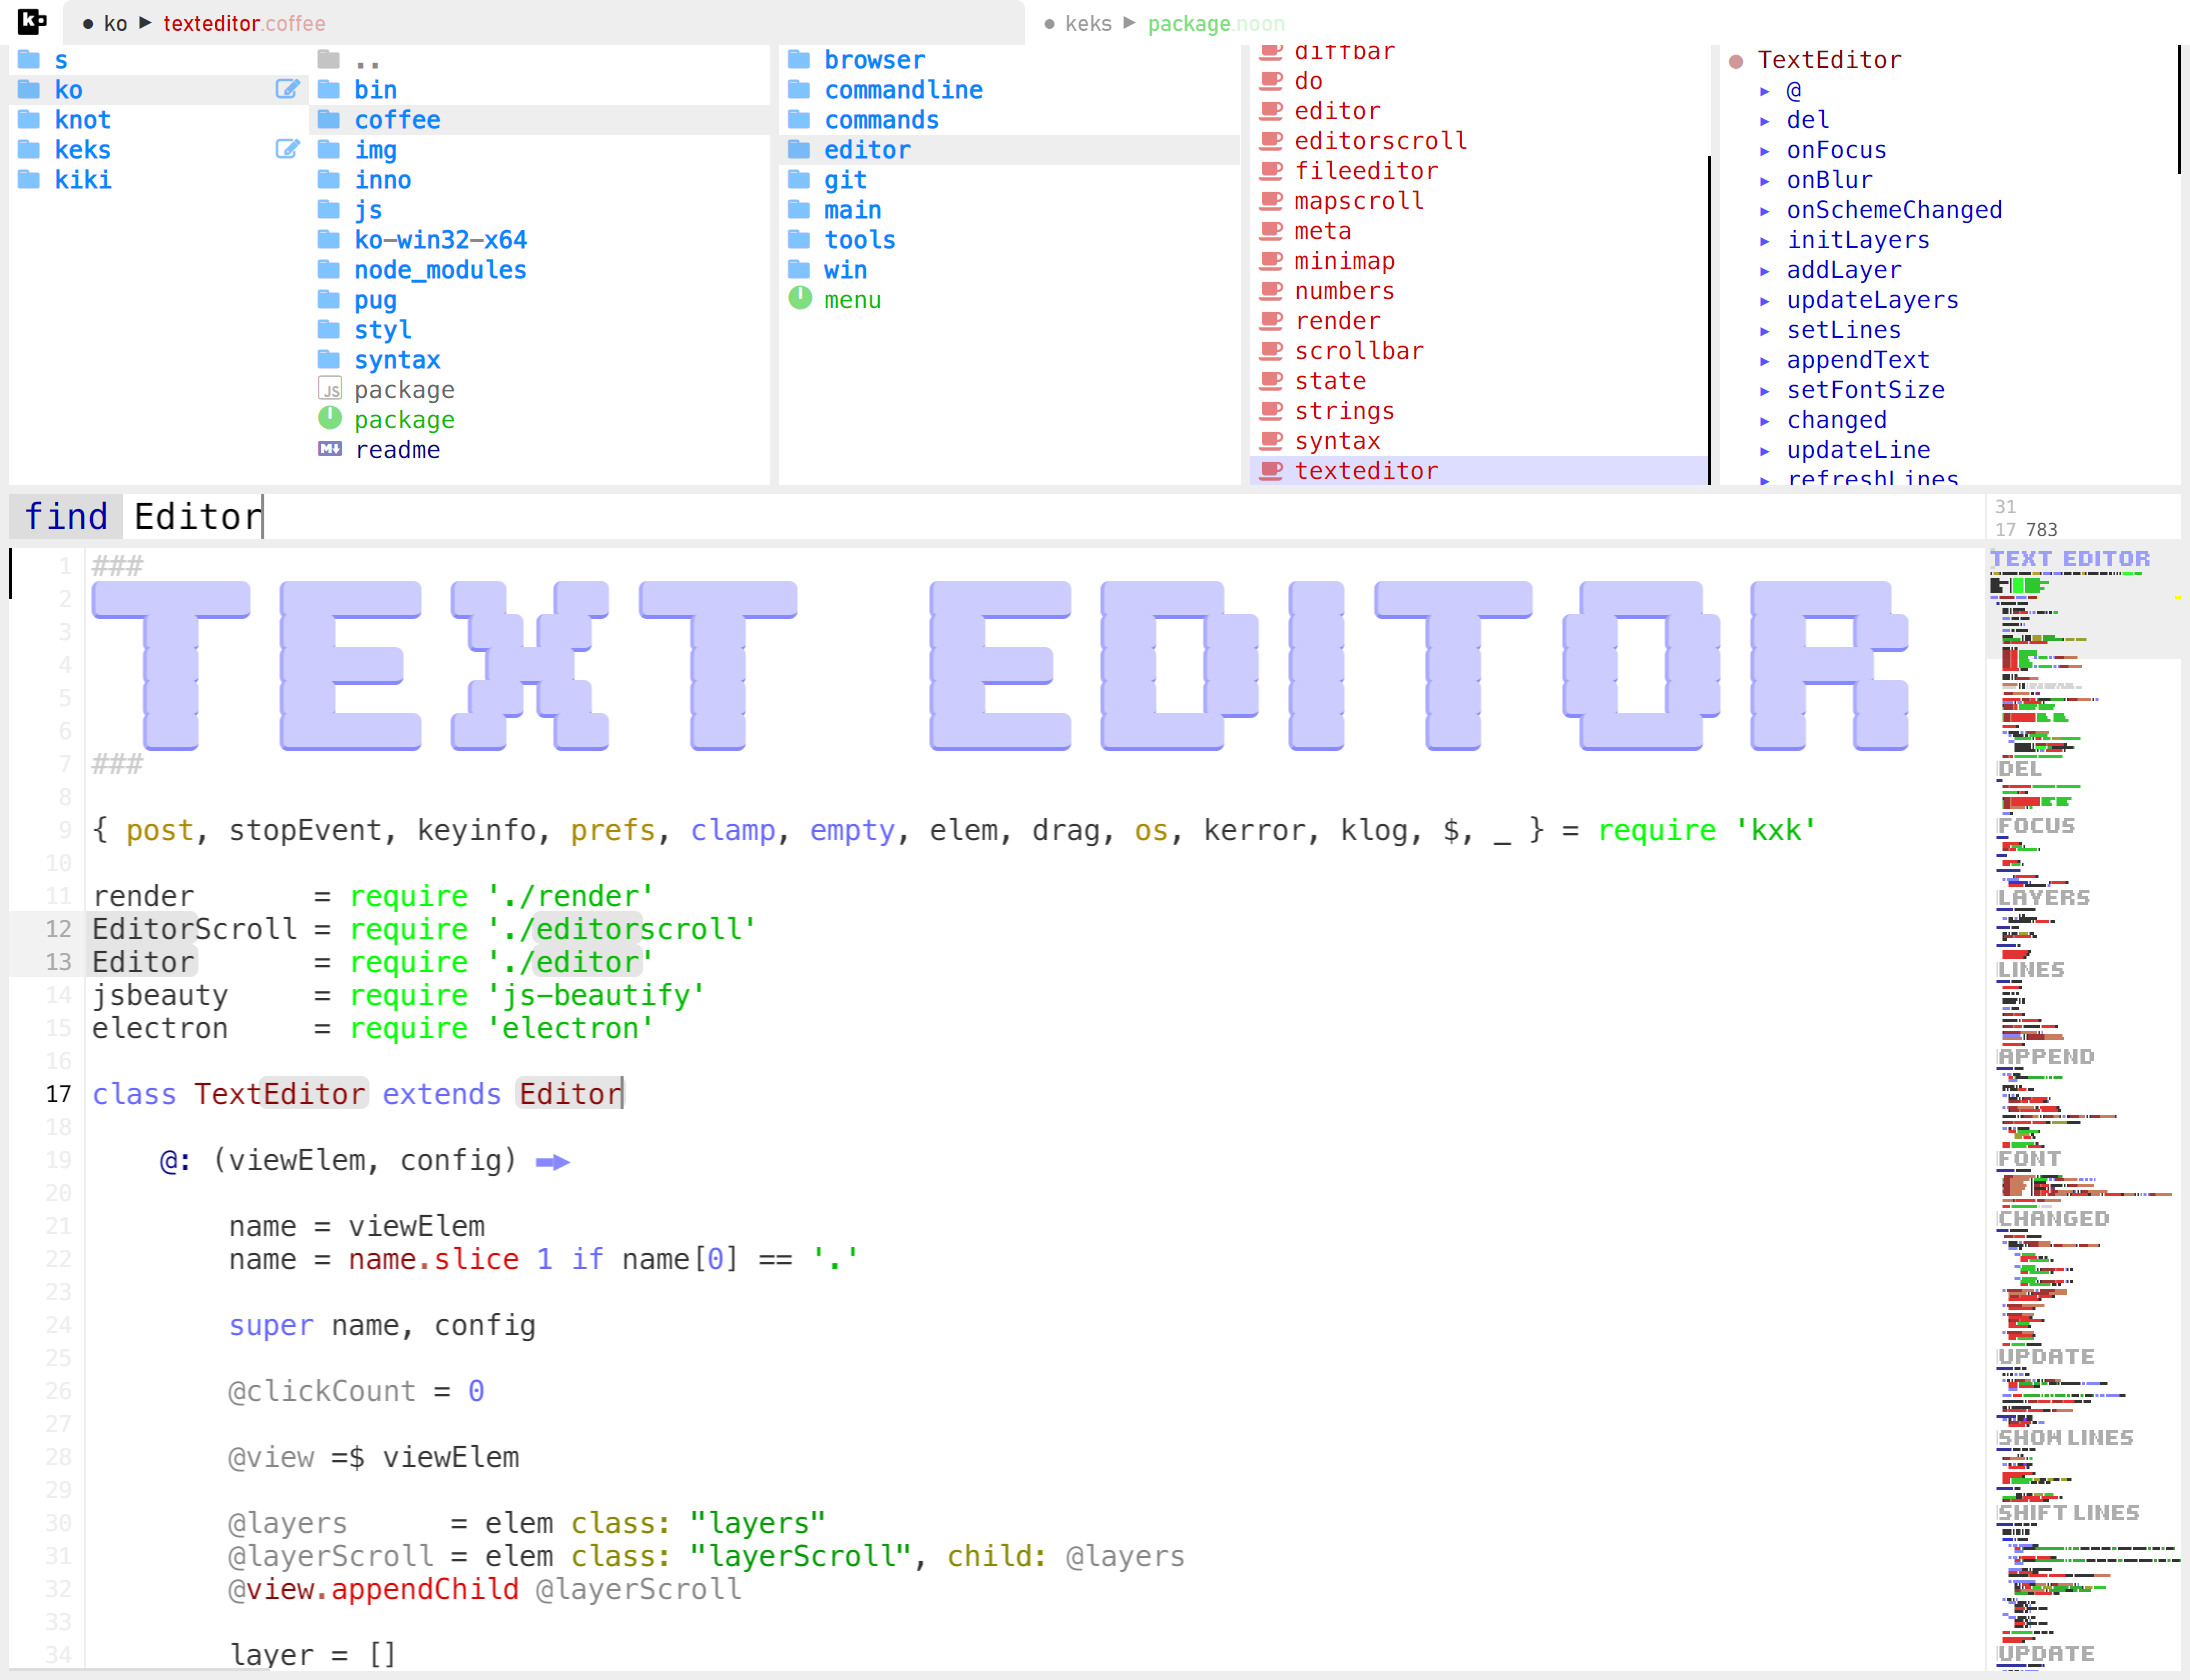 k
● ko ▶ texteditor.coffee
● keks ▶ package.noon
s
ko
knot
keks
kiki
..
bin
coffee
img
inno
js
ko-win32-x64
node_modules
pug
styl
syntax
JS package
package
M↓ readme
browser
commandline
commands
editor
git
main
tools
win
menu
diffbar
do
editor
editorscroll
fileeditor
mapscroll
meta
minimap
numbers
render
scrollbar
state
strings
syntax
texteditor
● TextEditor
▸ @
▸ del
▸ onFocus
▸ onBlur
▸ onSchemeChanged
▸ initLayers
▸ addLayer
▸ updateLayers
▸ setLines
▸ appendText
▸ setFontSize
▸ changed
▸ updateLine
▸ refreshLines
find Editor
31
17 783
1 ###
2
3
4
5
6
TEXT EDITOR
7 ###
8
9 { post, stopEvent, keyinfo, prefs, clamp, empty, elem, drag, os, kerror, klog, $, _ } = require 'kxk'
10
11 render       = require './render'
12 EditorScroll = require './editorscroll'
13 Editor       = require './editor'
14 jsbeauty     = require 'js-beautify'
15 electron     = require 'electron'
16
17 class TextEditor extends Editor
18
19     @: (viewElem, config) ➡
20
21         name = viewElem
22         name = name.slice 1 if name[0] == '.'
23
24         super name, config
25
26         @clickCount = 0
27
28         @view =$ viewElem
29
30         @layers      = elem class: "layers"
31         @layerScroll = elem class: "layerScroll", child: @layers
32         @view.appendChild @layerScroll
33
34         layer = []
TEXT EDITOR
DEL
FOCUS
LAYERS
LINES
APPEND
FONT
CHANGED
UPDATE
SHOW LINES
SHIFT LINES
UPDATE